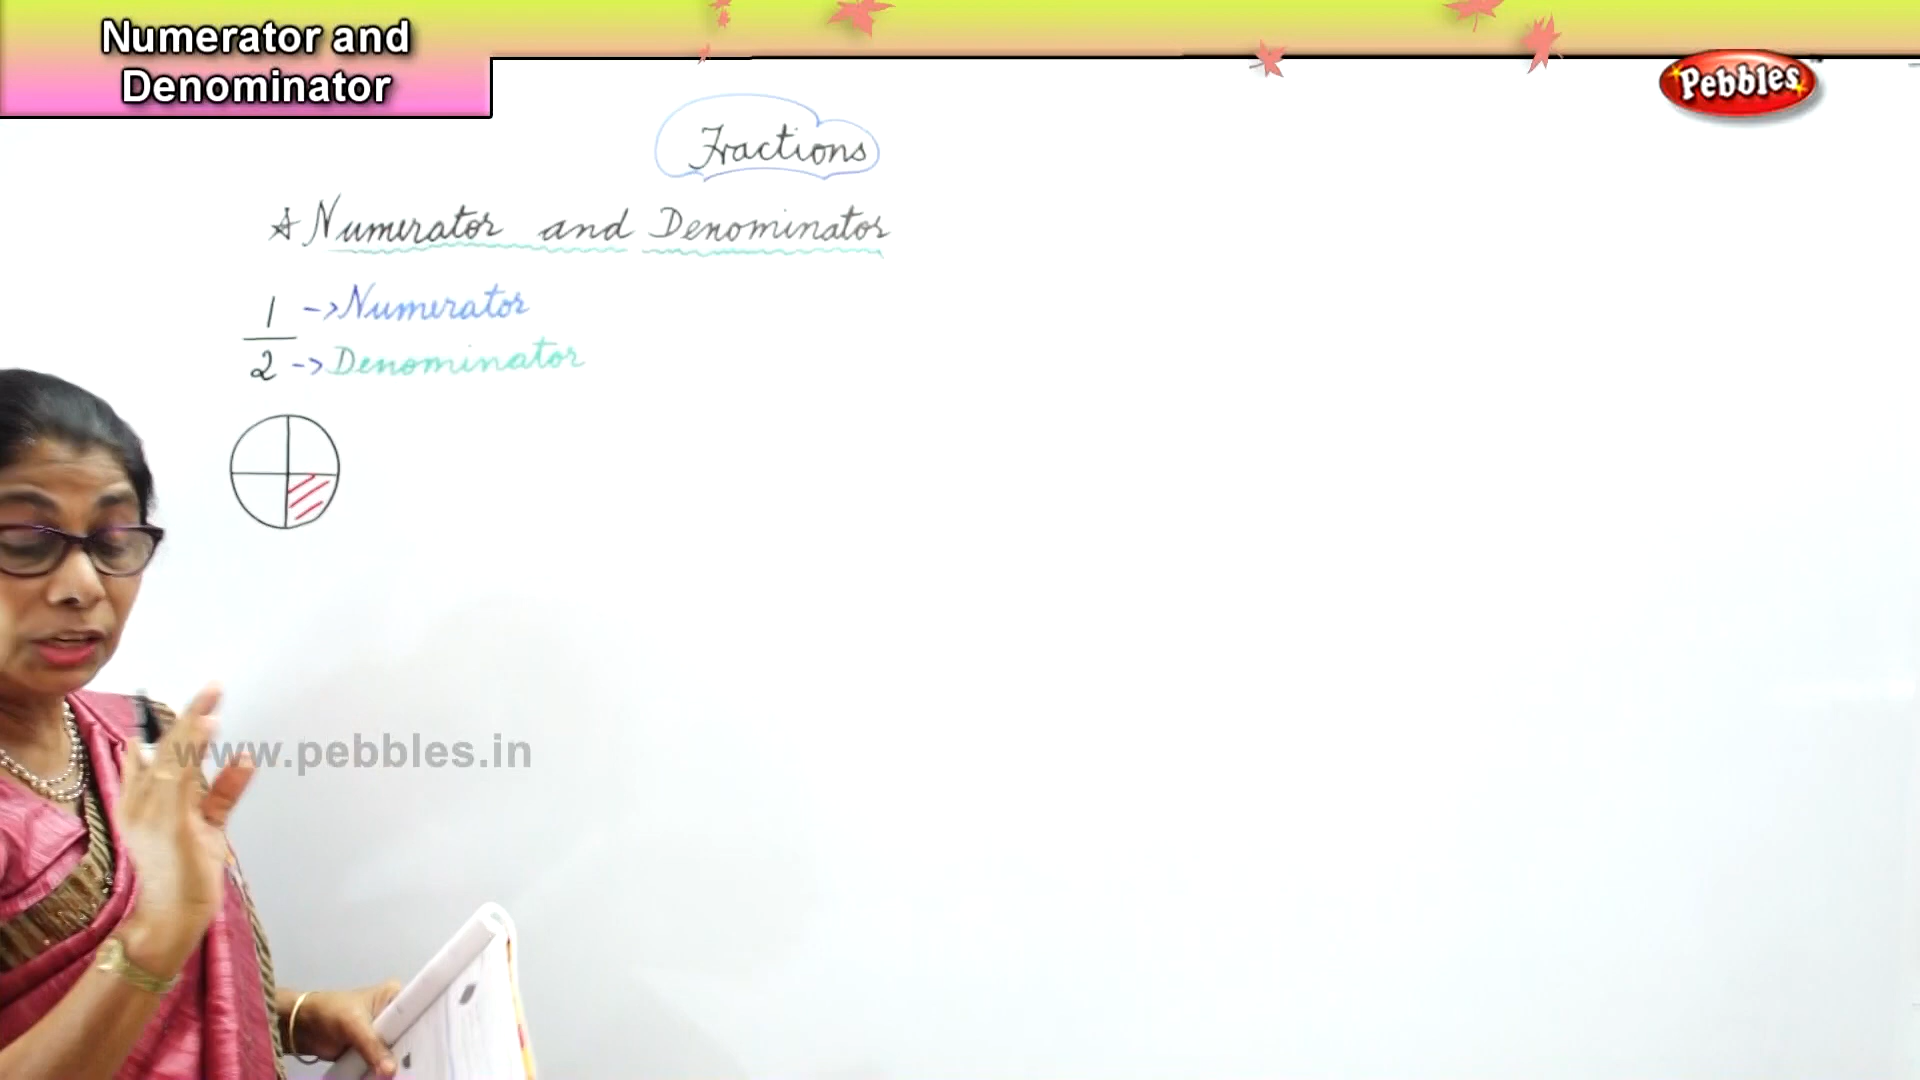 Numerator and
Denominator
Pebbles
Fractions
Numerator and Denominator
1 -> Numerator
2 -> Denominator
www.pebbles.in